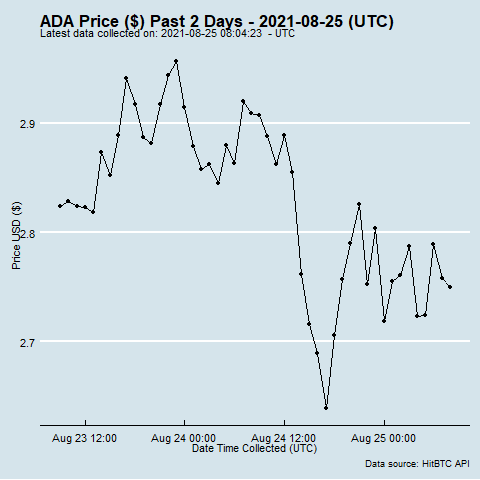 ADA Price ($) Past 2 Days - 2021-08-25 (UTC)
Latest data collected on: 2021-08-25 08:04:23  - UTC
2.9
2.8
2.7
Price USD ($)
Aug 23 12:00 Aug 24 00:00 Aug 24 12:00 Aug 25 00:00
Date Time Collected (UTC)
Data source: HitBTC API